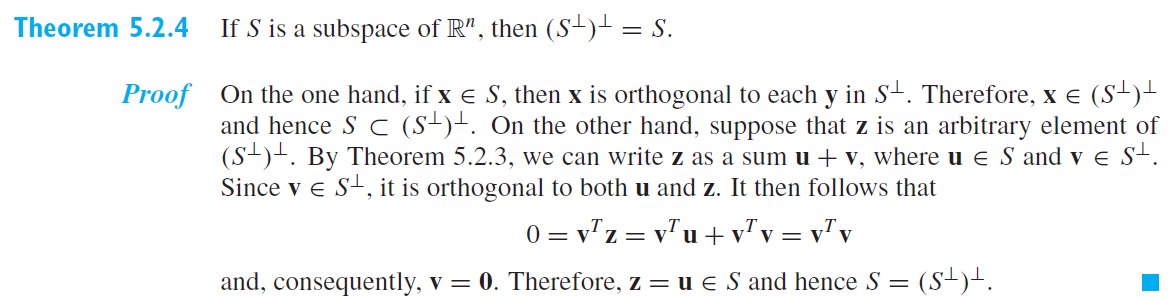 Theorem 5.2.4 If S is a subspace of ℝⁿ, then (S⊥)⊥ = S.
Proof On the one hand, if x ∈ S, then x is orthogonal to each y in S⊥. Therefore, x ∈ (S⊥)⊥
and hence S ⊂ (S⊥)⊥. On the other hand, suppose that z is an arbitrary element of
(S⊥)⊥. By Theorem 5.2.3, we can write z as a sum u + v, where u ∈ S and v ∈ S⊥.
Since v ∈ S⊥, it is orthogonal to both u and z. It then follows that
0 = vᵀz = vᵀu + vᵀv = vᵀv
and, consequently, v = 0. Therefore, z = u ∈ S and hence S = (S⊥)⊥.